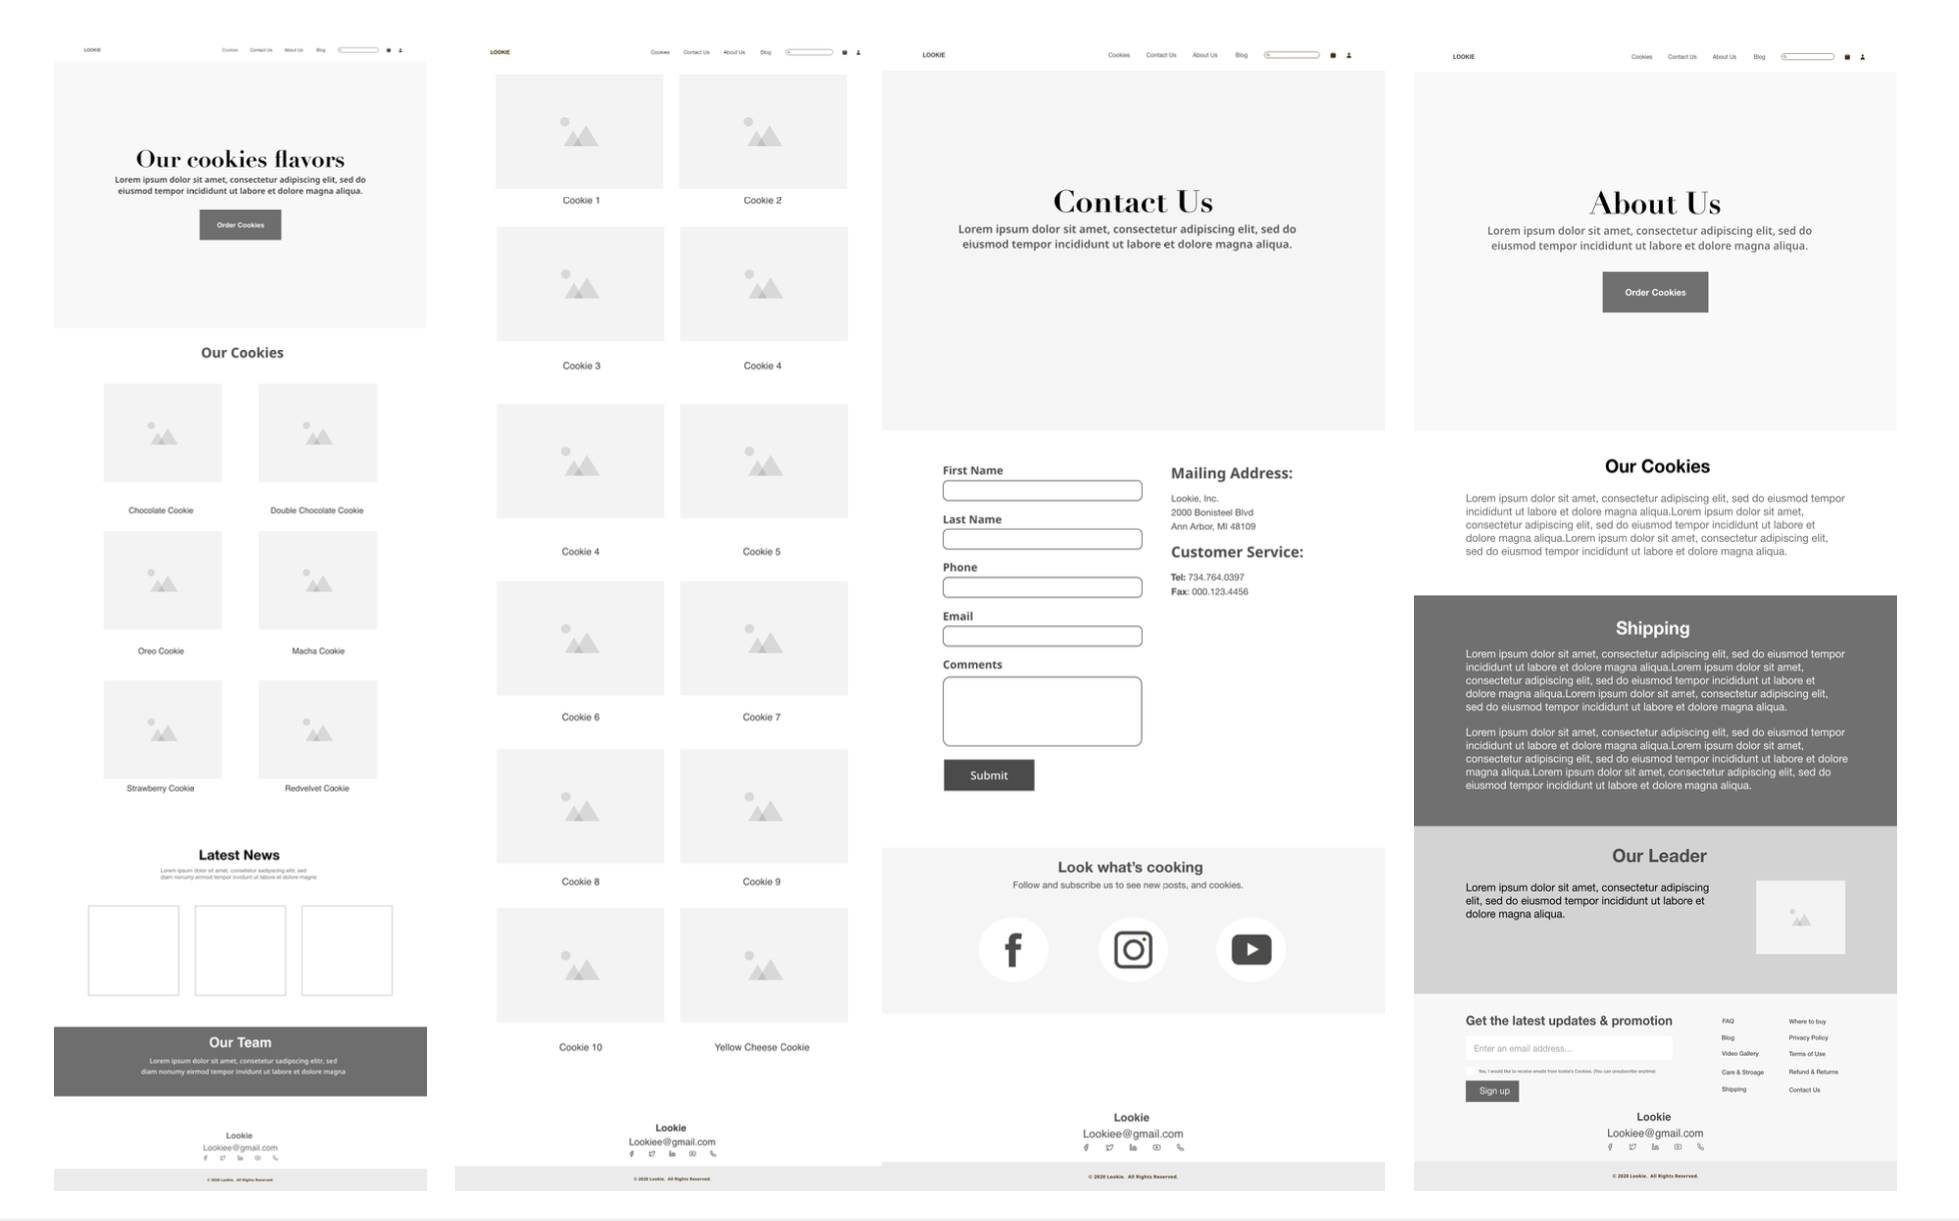 LOOKIE
Cookies Contact Us About Us Blog
Our cookies flavors
Lorem ipsum dolor sit amet, consectetur adipiscing elit, sed do
eiusmod tempor incididunt ut labore et dolore magna aliqua.
Order Cookies
Our Cookies
Chocolate Cookie
Double Chocolate Cookie
Oreo Cookie
Macha Cookie
Strawberry Cookie
Redvelvet Cookie
Latest News
Lorem ipsum dolor sit amet, consetetur sadipscing elitr, sed
diam nonumy eirmod tempor invidunt ut labore et dolore magna
Our Team
Lorem ipsum dolor sit amet, consetetur sadipscing elitr, sed
diam nonumy eirmod tempor invidunt ut labore et dolore magna
Lookie
Lookiee@gmail.com
© 2020 Lookie. All Rights Reserved.
LOOKIE
Cookies Contact Us About Us Blog
Cookie 1
Cookie 2
Cookie 3
Cookie 4
Cookie 4
Cookie 5
Cookie 6
Cookie 7
Cookie 8
Cookie 9
Cookie 10
Yellow Cheese Cookie
Lookie
Lookiee@gmail.com
© 2020 Lookie. All Rights Reserved.
LOOKIE
Cookies Contact Us About Us Blog
Contact Us
Lorem ipsum dolor sit amet, consectetur adipiscing elit, sed do
eiusmod tempor incididunt ut labore et dolore magna aliqua.
First Name
Last Name
Phone
Email
Comments
Submit
Mailing Address:
Lookie, Inc.
2000 Bonisteel Blvd
Ann Arbor, MI 48109
Customer Service:
Tel: 734.764.0397
Fax: 000.123.4456
Look what's cooking
Follow and subscribe us to see new posts, and cookies.
Lookie
Lookiee@gmail.com
© 2020 Lookie. All Rights Reserved.
LOOKIE
Cookies Contact Us About Us Blog
About Us
Lorem ipsum dolor sit amet, consectetur adipiscing elit, sed do
eiusmod tempor incididunt ut labore et dolore magna aliqua.
Order Cookies
Our Cookies
Lorem ipsum dolor sit amet, consectetur adipiscing elit, sed do eiusmod tempor
incididunt ut labore et dolore magna aliqua.Lorem ipsum dolor sit amet,
consectetur adipiscing elit, sed do eiusmod tempor incididunt ut labore et
dolore magna aliqua.Lorem ipsum dolor sit amet, consectetur adipiscing elit,
sed do eiusmod tempor incididunt ut labore et dolore magna aliqua.
Shipping
Lorem ipsum dolor sit amet, consectetur adipiscing elit, sed do eiusmod tempor
incididunt ut labore et dolore magna aliqua.Lorem ipsum dolor sit amet,
consectetur adipiscing elit, sed do eiusmod tempor incididunt ut labore et
dolore magna aliqua.Lorem ipsum dolor sit amet, consectetur adipiscing elit,
sed do eiusmod tempor incididunt ut labore et dolore magna aliqua.
Lorem ipsum dolor sit amet, consectetur adipiscing elit, sed do eiusmod tempor
incididunt ut labore et dolore magna aliqua.Lorem ipsum dolor sit amet,
consectetur adipiscing elit, sed do eiusmod tempor incididunt ut labore et dolore
magna aliqua.Lorem ipsum dolor sit amet, consectetur adipiscing elit, sed do
eiusmod tempor incididunt ut labore et dolore magna aliqua.
Our Leader
Lorem ipsum dolor sit amet, consectetur adipiscing
elit, sed do eiusmod tempor incididunt ut labore et
dolore magna aliqua.
Get the latest updates & promotion
Enter an email address...
Yes, I would like to receive emails from lookie's Cookies. (You can unsubscribe anytime)
Sign up
FAQ
Blog
Video Gallery
Care & Stroage
Shipping
Where to buy
Privacy Policy
Terms of Use
Refund & Returns
Contact Us
Lookie
Lookiee@gmail.com
© 2020 Lookie. All Rights Reserved.